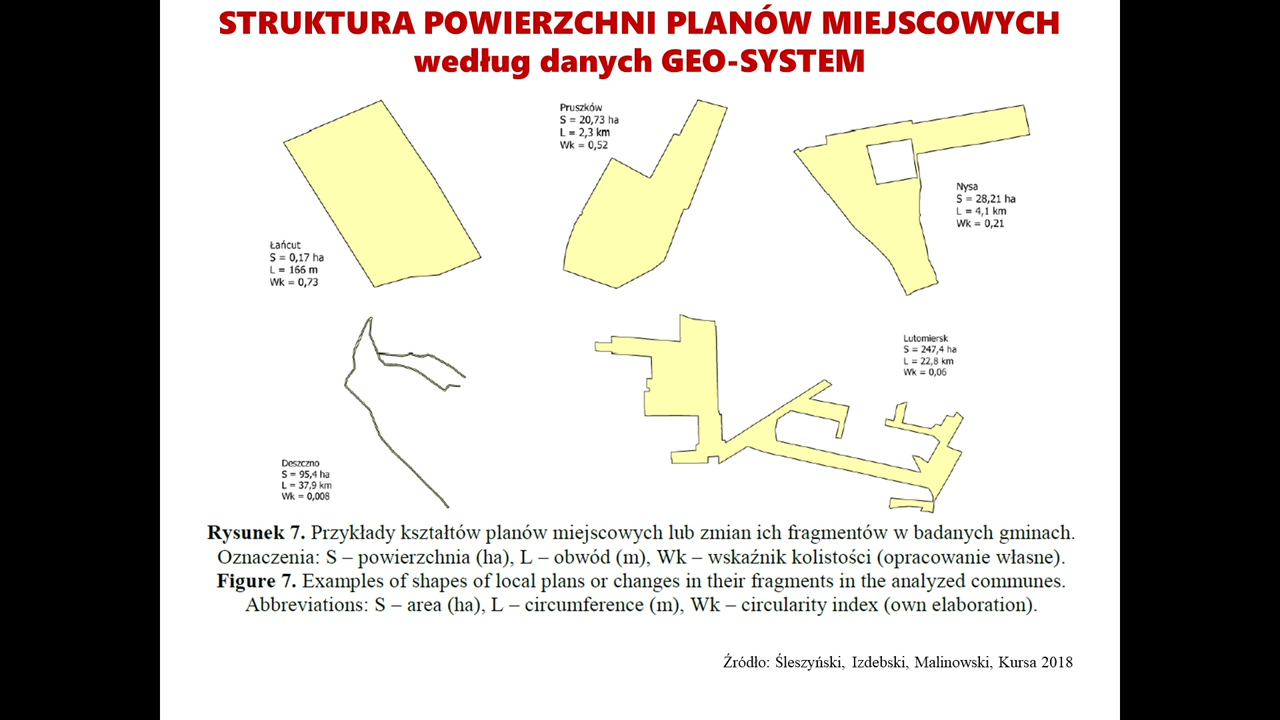 STRUKTURA POWIERZCHNI PLANÓW MIEJSCOWYCH
według danych GEO-SYSTEM
Pruszków
S = 20,73 ha
L = 2,3 km
Wk = 0,52
Nysa
S = 28,21 ha
L = 4,1 km
Wk = 0,21
Łańcut
S = 0,17 ha
L = 166 m
Wk = 0,73
Lutomiersk
S = 247,4 ha
L = 22,8 km
Wk = 0,06
Deszczno
S = 95,4 ha
L = 37,9 km
Wk = 0,008
Rysunek 7. Przykłady kształtów planów miejscowych lub zmian ich fragmentów w badanych gminach.
Oznaczenia: S – powierzchnia (ha), L – obwód (m), Wk – wskaźnik kolistości (opracowanie własne).
Figure 7. Examples of shapes of local plans or changes in their fragments in the analyzed communes.
Abbreviations: S – area (ha), L – circumference (m), Wk – circularity index (own elaboration).
Źródło: Śleszyński, Izdebski, Malinowski, Kursa 2018